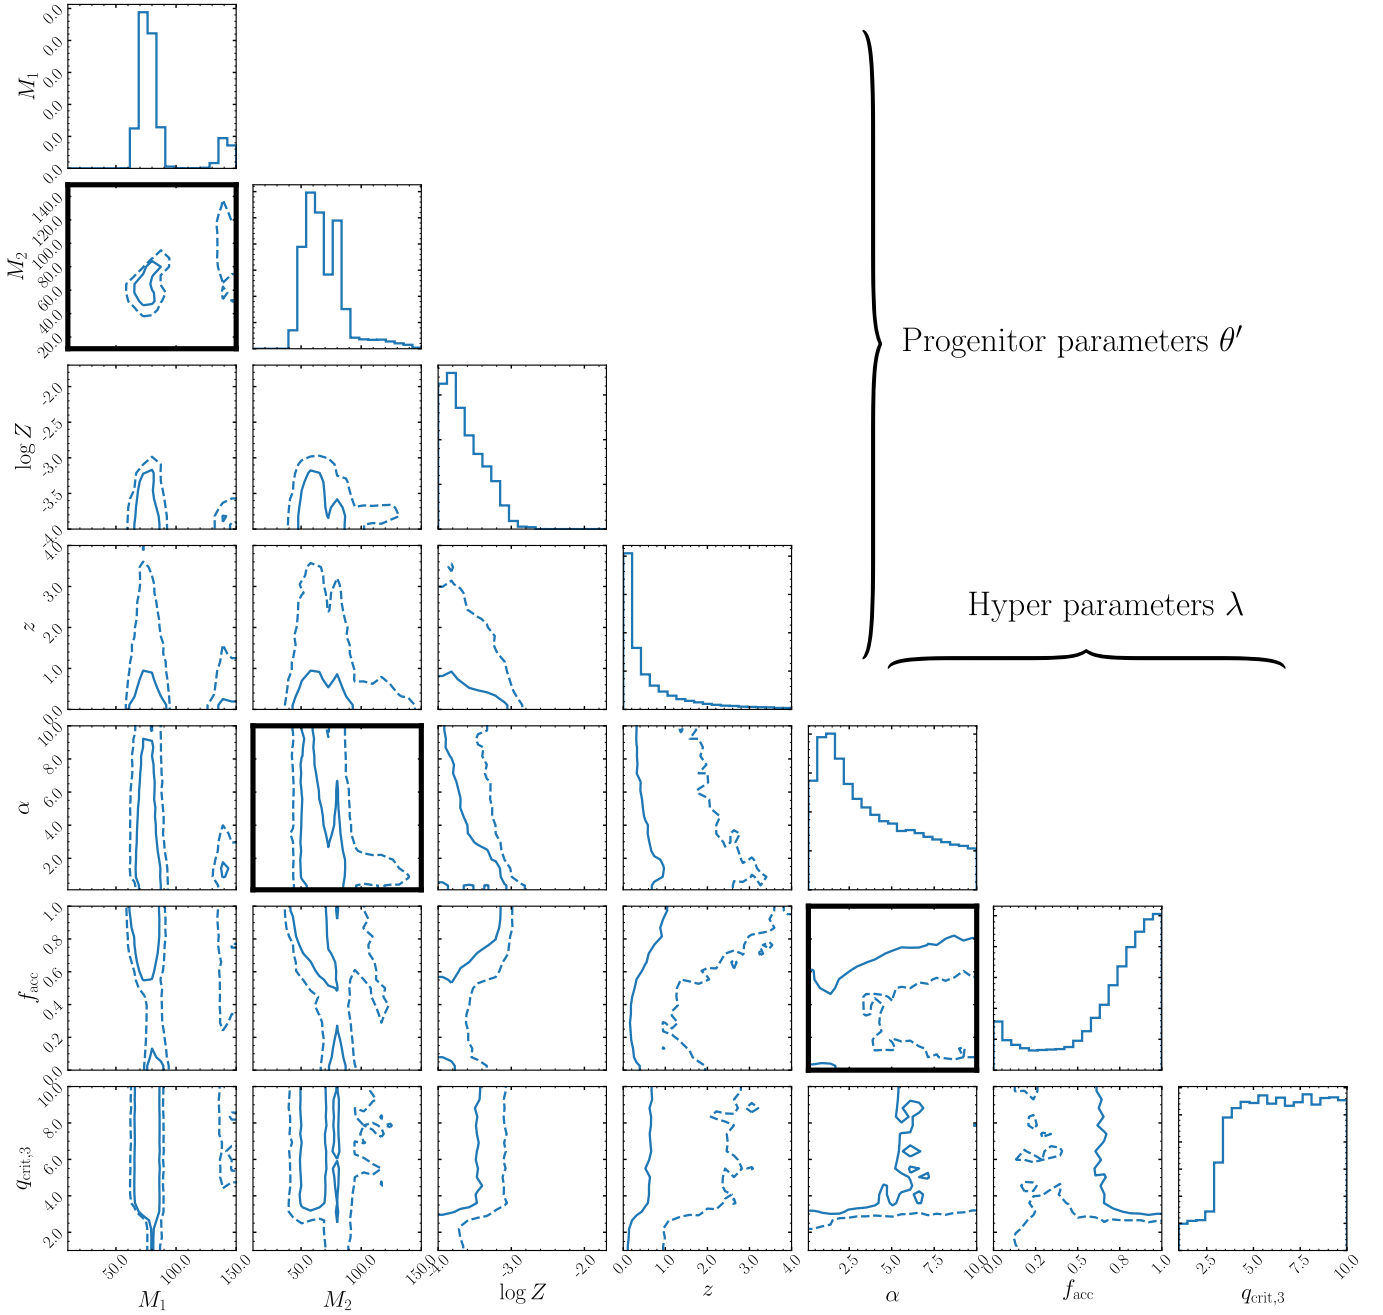 0.0
0.0
0.0
0.0
0.0
0.0
M₁
140.0
120.0
100.0
80.0
60.0
40.0
20.0
M₂
Progenitor parameters θ′
-2.0
-2.5
-3.0
-3.5
-4.0
log Z
4.0
3.0
2.0
1.0
0.0
z
Hyper parameters λ
10.0
8.0
6.0
4.0
2.0
α
1.0
0.8
0.6
0.4
0.2
0.0
f_acc
10.0
8.0
6.0
4.0
2.0
q_crit,3
50.0 100.0 150.0
50.0 100.0 150.0
-4.0 -3.0 -2.0
0.0 1.0 2.0 3.0 4.0
2.5 5.0 7.5 10.0
0.0 0.2 0.5 0.8 1.0
2.5 5.0 7.5 10.0
M₁ M₂ log Z z α f_acc q_crit,3